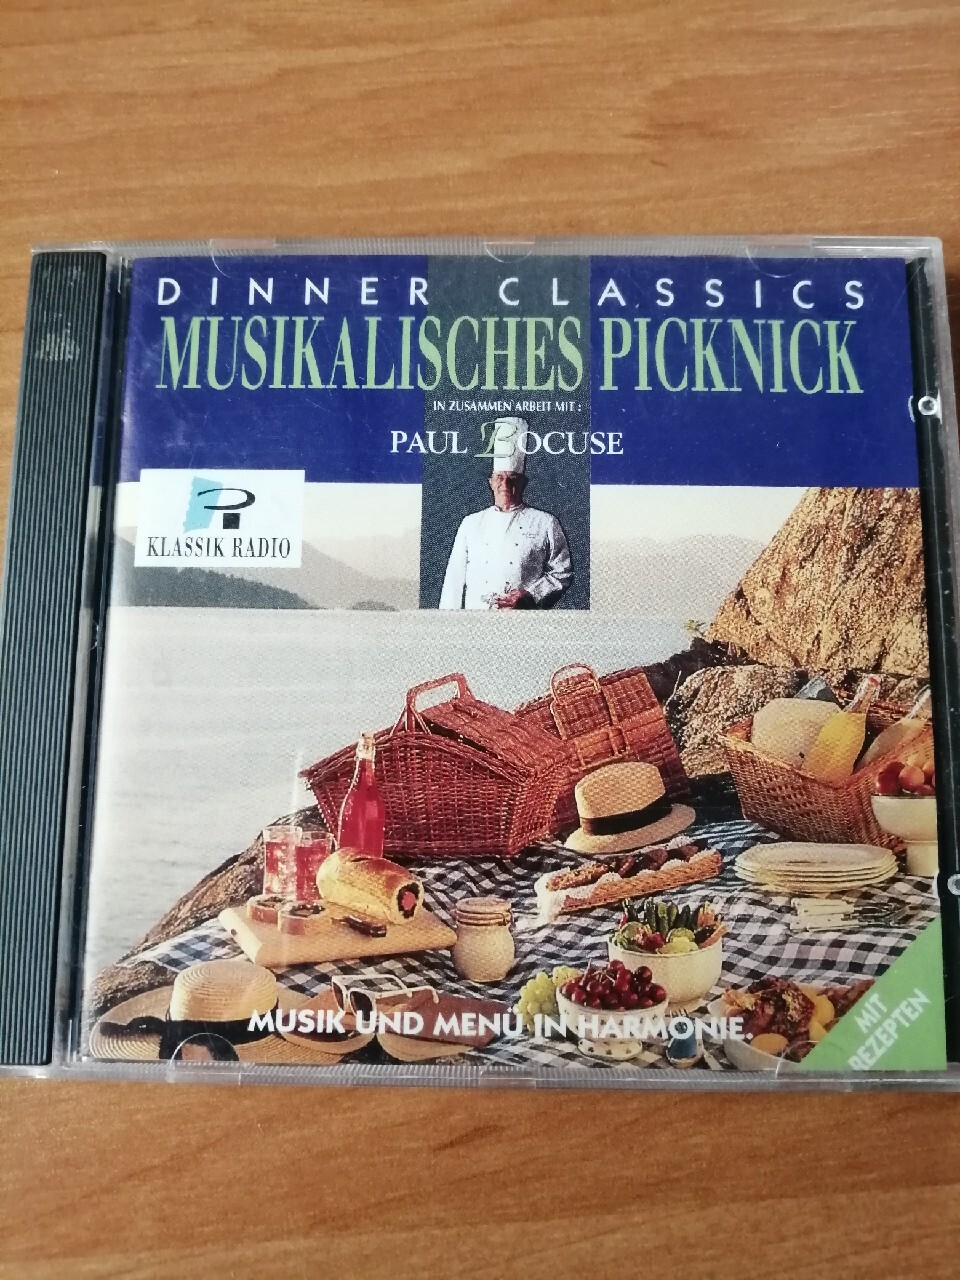 DINNER CLASSICS
MUSIKALISCHES PICKNICK
IN ZUSAMMEN ARBEIT MIT:
PAUL BOCUSE
KLASSIK RADIO
MUSIK UND MENÜ IN HARMONIE.
MIT
REZEPTEN